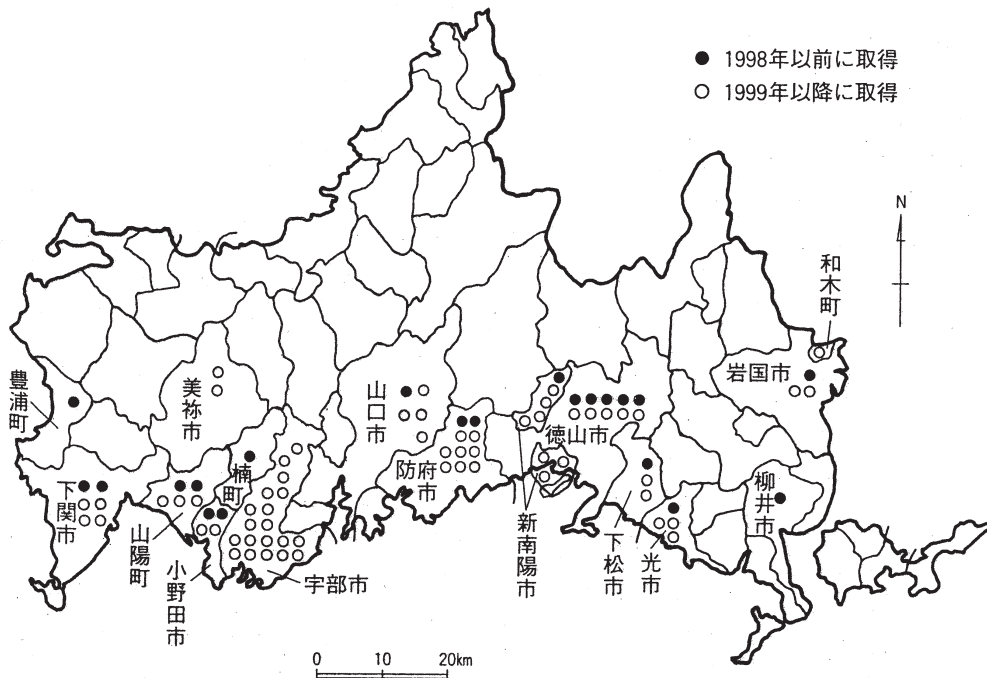 ● 1998年以前に取得
○ 1999年以降に取得
N
和木町
岩国市
豊浦町
美祢市
山口市
徳山市
楠町
防府市
柳井市
下関市
山陽町
小野田市
宇部市
新南陽市
下松市
光市
0 10 20km